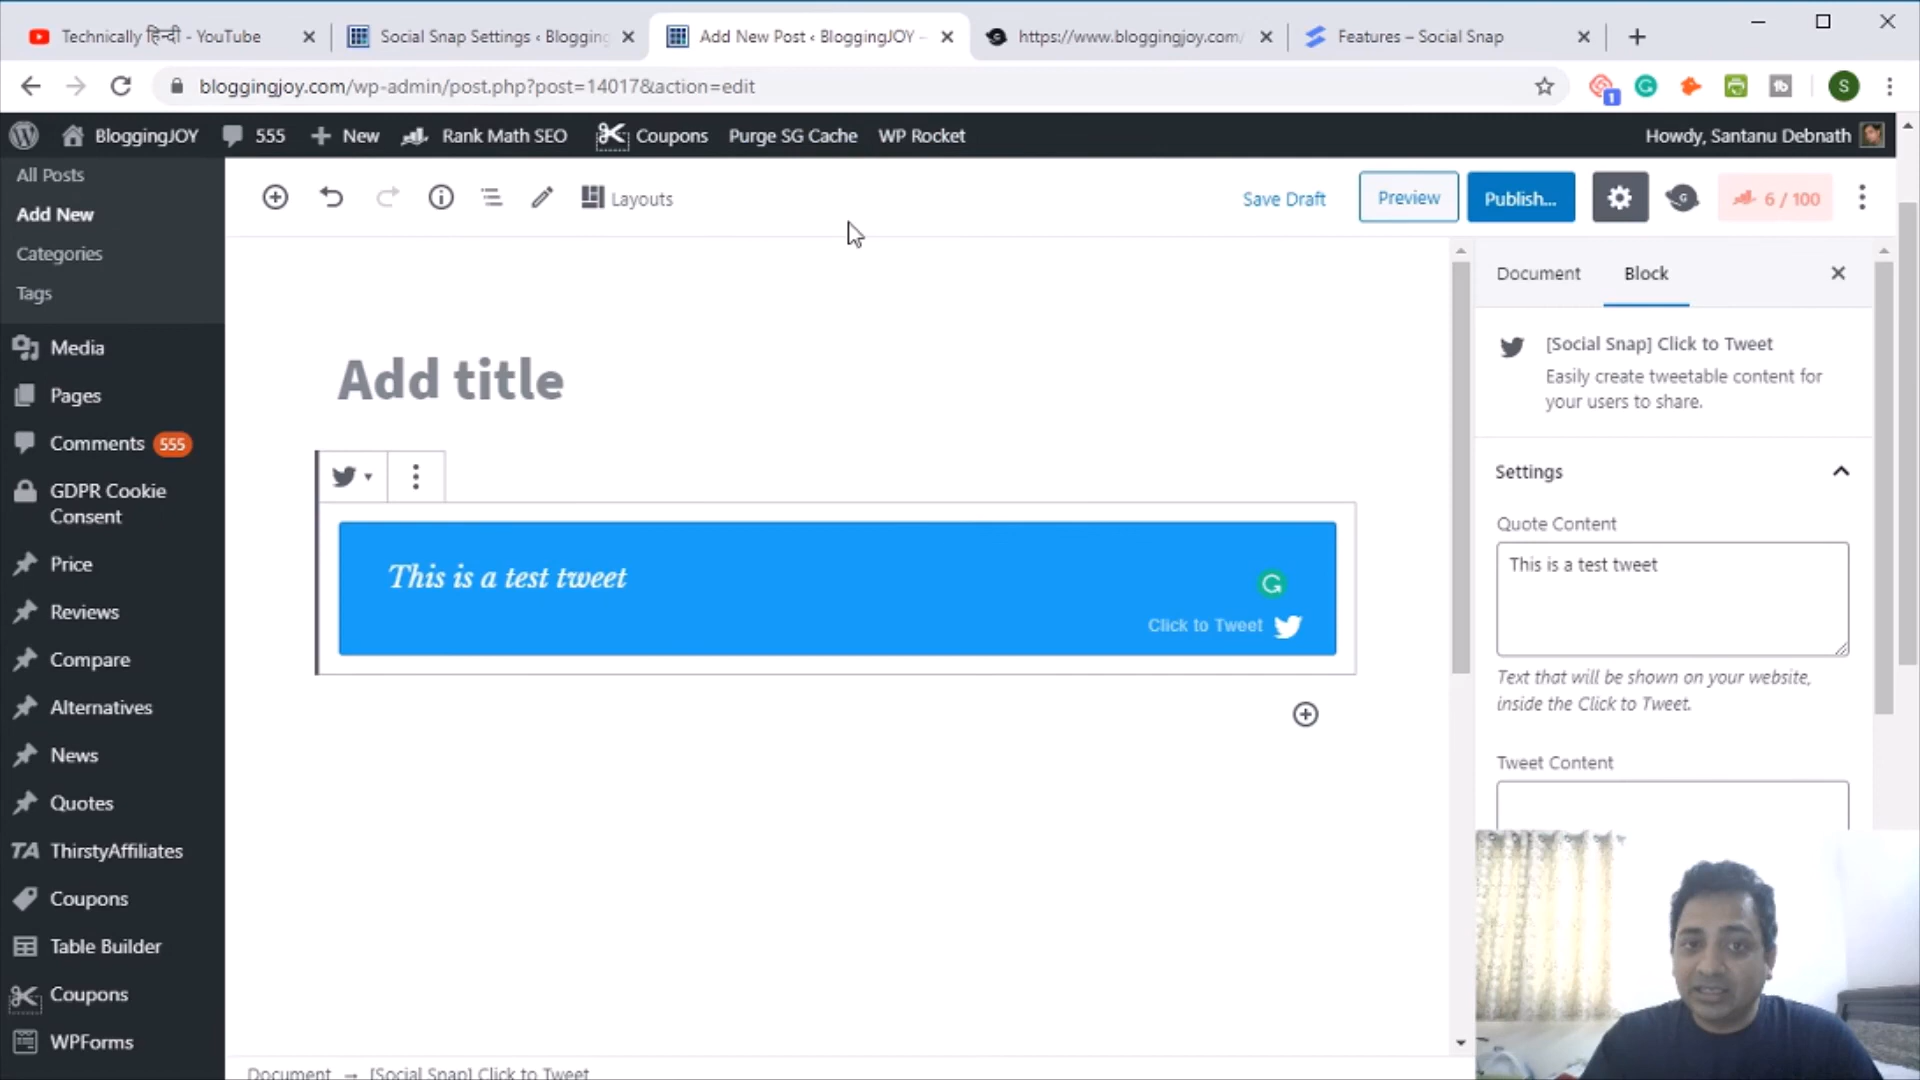 Technically हिन्दी - YouTube
Social Snap Settings ‹ Blogging
Add New Post ‹ BloggingJOY –
https://www.bloggingjoy.com/
Features – Social Snap
bloggingjoy.com/wp-admin/post.php?post=14017&action=edit
1
S
BloggingJOY
555
New
Rank Math SEO
Coupons
Purge SG Cache
WP Rocket
Howdy, Santanu Debnath
All Posts
Add New
Categories
Tags
Media
Pages
Comments 555
GDPR Cookie
Consent
Price
Reviews
Compare
Alternatives
News
Quotes
TA ThirstyAffiliates
Coupons
Table Builder
Coupons
WPForms
Layouts
Save Draft
Preview
Publish...
G
6 / 100
Add title
This is a test tweet
G
Click to Tweet
Document → [Social Snap] Click to Tweet
Document
Block
[Social Snap] Click to Tweet
Easily create tweetable content for
your users to share.
Settings
Quote Content
This is a test tweet
Text that will be shown on your website,
inside the Click to Tweet.
Tweet Content